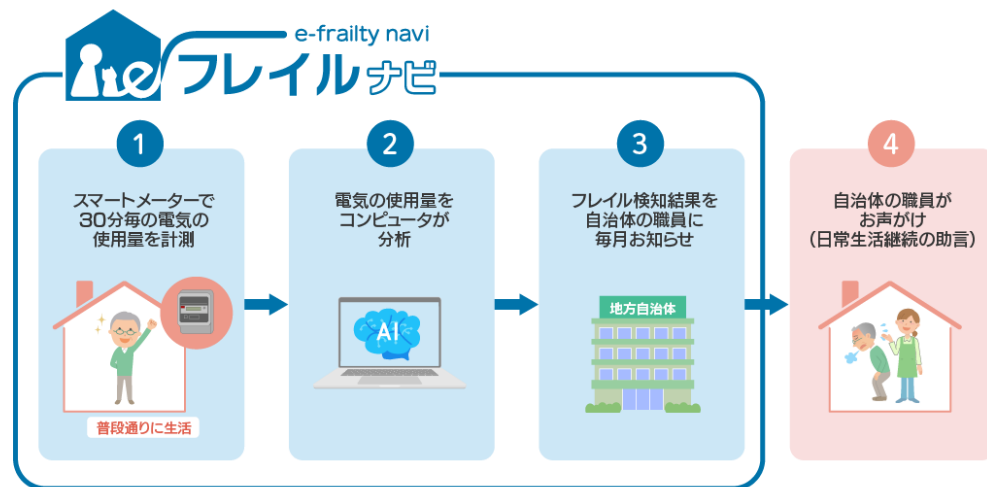 e-frailty navi
eフレイルナビ
1
スマートメーターで
30分毎の電気の
使用量を計測
普段通りに生活
2
電気の使用量を
コンピュータが
分析
AI
3
フレイル検知結果を
自治体の職員に
毎月お知らせ
地方自治体
4
自治体の職員が
お声がけ
(日常生活継続の助言)